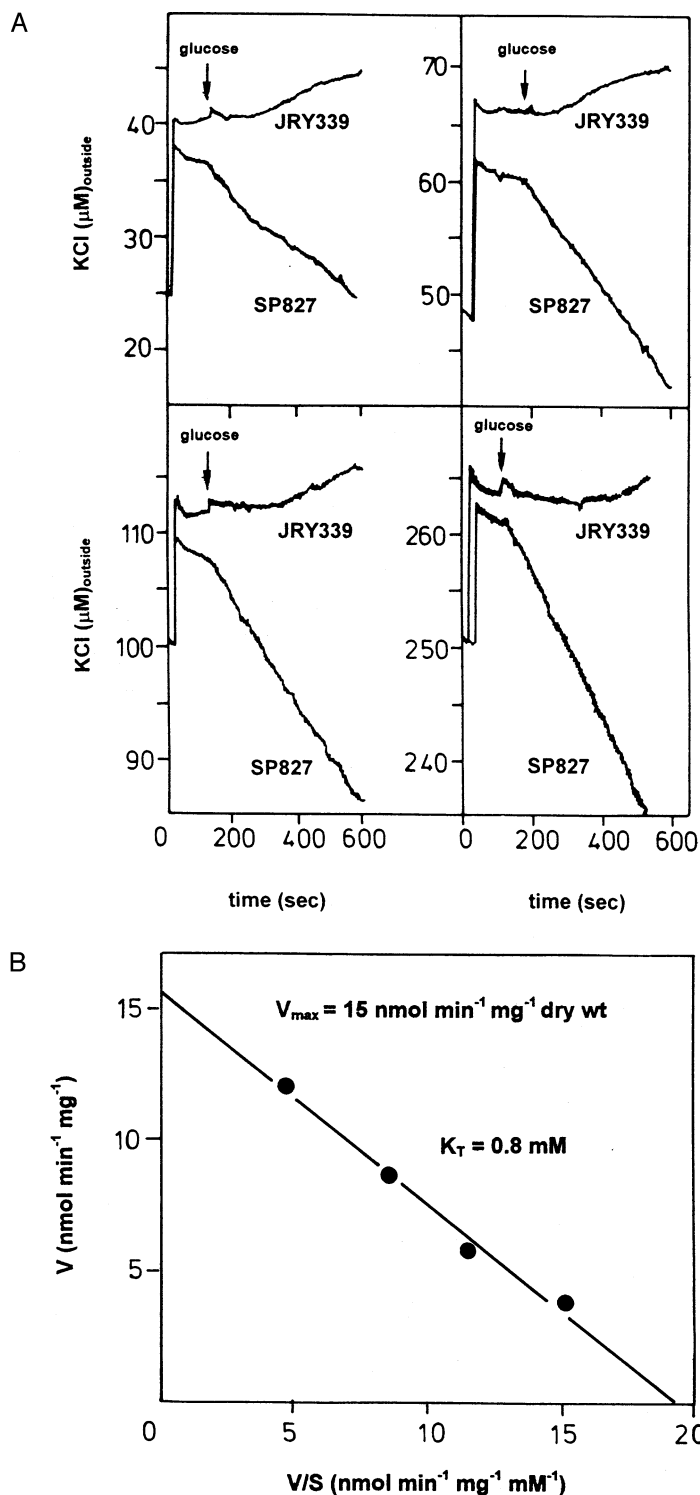 A
glucose
glucose
JRY339
JRY339
SP827
SP827
KCl (μM)outside
40
30
20
70
60
50
glucose
glucose
JRY339
JRY339
SP827
SP827
KCl (μM)outside
110
100
90
260
250
240
0 200 400 600
0 200 400 600
time (sec)
time (sec)
B
Vmax = 15 nmol min-1 mg-1 dry wt
KT = 0.8 mM
V (nmol min-1 mg-1)
15
10
5
0 5 10 15 20
V/S (nmol min-1 mg-1 mM-1)